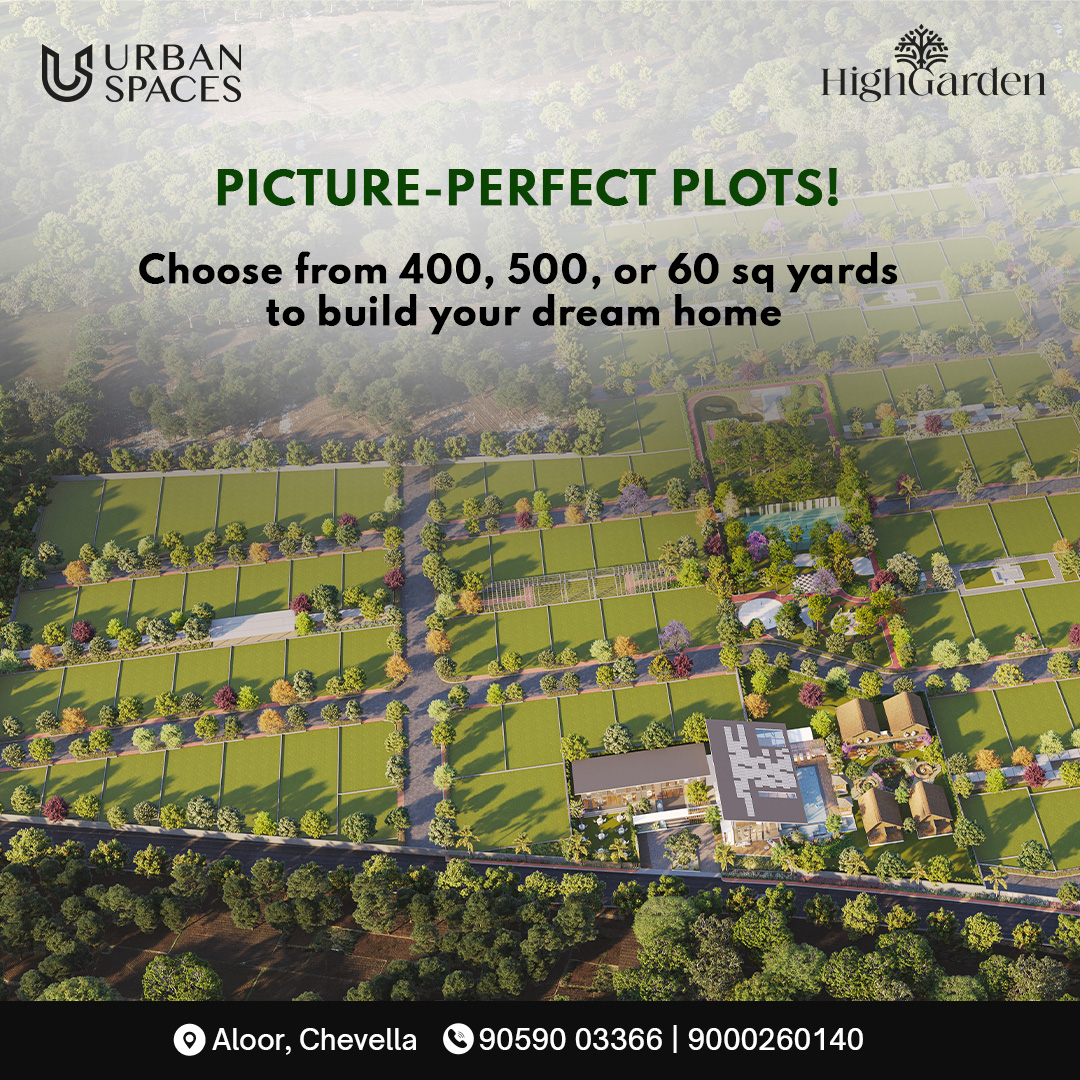 URBAN
SPACES
HighGarden
PICTURE-PERFECT PLOTS!
Choose from 400, 500, or 60 sq yards
to build your dream home
Aloor, Chevella 90590 03366 | 9000260140